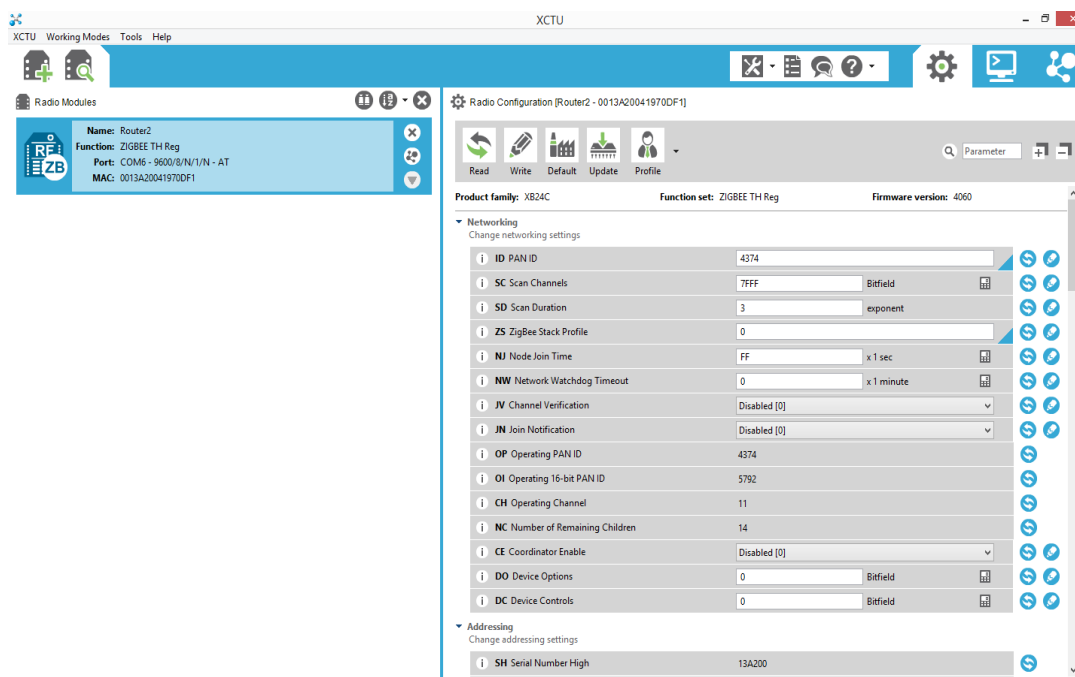 XCTU
XCTU Working Modes Tools Help
Radio Modules
Name: Router2
Function: ZIGBEE TH Reg
Port: COM6 - 9600/8/N/1/N - AT
MAC: 0013A20041970DF1
RF
ZB
Radio Configuration [Router2 - 0013A20041970DF1]
Read Write Default Update Profile
Parameter
Product family: XB24C Function set: ZIGBEE TH Reg Firmware version: 4060
Networking
Change networking settings
i ID PAN ID 4374
i SC Scan Channels 7FFF Bitfield
i SD Scan Duration 3 exponent
i ZS ZigBee Stack Profile 0
i NJ Node Join Time FF x 1 sec
i NW Network Watchdog Timeout 0 x 1 minute
i JV Channel Verification Disabled [0]
i JN Join Notification Disabled [0]
i OP Operating PAN ID 4374
i OI Operating 16-bit PAN ID 5792
i CH Operating Channel 11
i NC Number of Remaining Children 14
i CE Coordinator Enable Disabled [0]
i DO Device Options 0 Bitfield
i DC Device Controls 0 Bitfield
Addressing
Change addressing settings
i SH Serial Number High 13A200